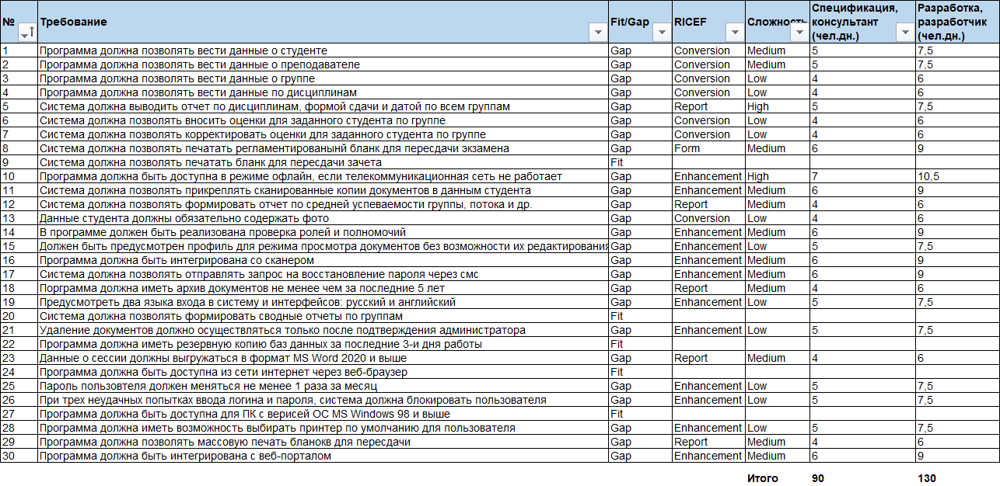 № Требование Fit/Gap RICEF Сложность Спецификация, консультант (чел.дн.) Разработка, разработчик (чел.дн.)
1 Программа должна позволять вести данные о студенте Gap Conversion Medium 5 7,5
2 Программа должна позволять вести данные о преподавателе Gap Conversion Medium 5 7,5
3 Программа должна позволять вести данные о группе Gap Conversion Low 4 6
4 Программа должна позволять вести данные по дисциплинам Gap Conversion Low 4 6
5 Система должна выводить отчет по дисциплинам, формой сдачи и датой по всем группам Gap Report High 5 7,5
6 Система должна позволять вносить оценки для заданного студента по группе Gap Conversion Low 4 6
7 Система должна позволять корректировать оценки для заданного студента по группе Gap Conversion Low 4 6
8 Система должна позволять печатать регламентированынй бланк для пересдачи экзамена Gap Form Medium 6 9
9 Система должна позволять печатать бланк для пересдачи зачета Fit
10 Программа должна быть доступна в режиме офлайн, если телекоммуникационная сеть не работает Gap Enhancement High 7 10,5
11 Система должна позволять прикреплять сканированные копии документов в данным студента Gap Enhancement Medium 6 9
12 Система должна позволять формировать отчет по средней успеваемости группы, потока и др. Gap Report Medium 4 6
13 Данные студента должны обязательно содержать фото Gap Conversion Low 4 6
14 В программе должен быть реализована проверка ролей и полномочий Gap Enhancement Medium 6 9
15 Должен быть предусмотрен профиль для режима просмотра документов без возможности их редактирования Gap Enhancement Low 5 7,5
16 Программа должна быть интегрирована со сканером Gap Enhancement Medium 6 9
17 Система должна позволять отправлять запрос на восстановление пароля через смс Gap Enhancement Medium 6 9
18 Порграмма должна иметь архив документов не менее чем за последние 5 лет Gap Report Medium 4 6
19 Предусмотреть два языка входа в систему и интерфейсов: русский и английский Gap Enhancement Low 5 7,5
20 Система должна позволять формировать сводные отчеты по группам Fit
21 Удаление документов должно осуществляться только после подтверждения администратора Gap Enhancement Low 5 7,5
22 Программа должна иметь резервную копию баз данных за последние 3-и дня работы Fit
23 Данные о сессии должны выгружаться в формат MS Word 2020 и выше Gap Report Medium 4 6
24 Программа должна быть доступна из сети интернет через веб-браузер Fit
25 Пароль пользовтеля должен меняться не менее 1 раза за месяц Gap Enhancement Low 5 7,5
26 При трех неудачных попытках ввода логина и пароля, система должна блокировать пользователя Gap Enhancement Low 5 7,5
27 Программа должна быть доступна для ПК с верисей ОС MS Windows 98 и выше Fit
28 Программа должна иметь возможность выбирать принтер по умолчанию для пользователя Gap Enhancement Low 5 7,5
29 Программа должна позволять массовую печать бланокв для пересдачи Gap Report Medium 4 6
30 Программа должна быть интегрирована с веб-порталом Gap Enhancement Medium 6 9
Итого 90 130